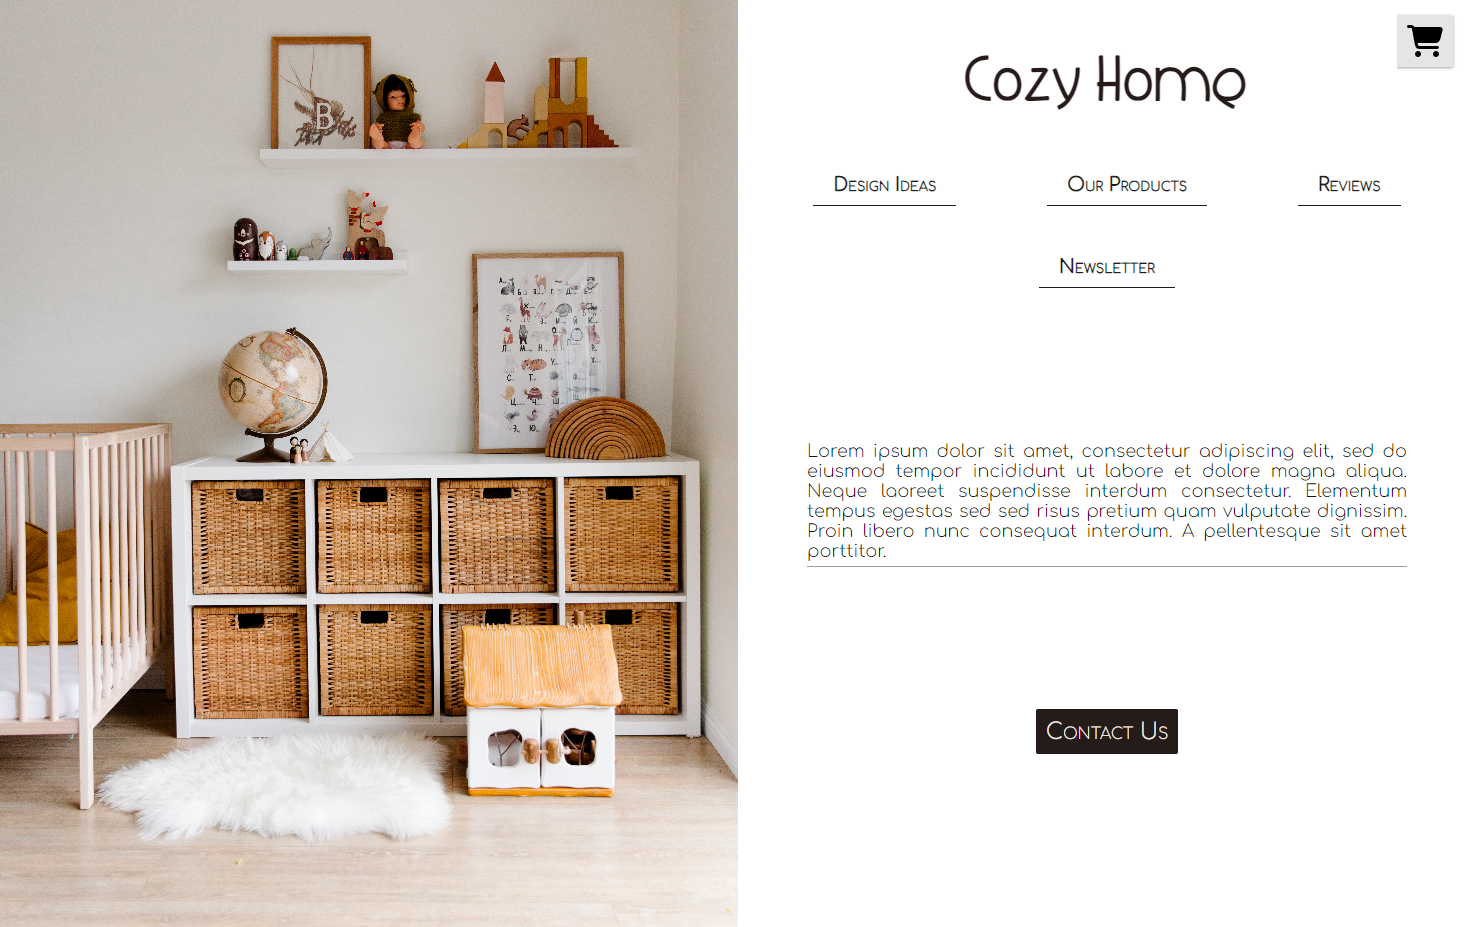 B
Cozy Home
Design Ideas
Our Products
Reviews
Newsletter
Lorem ipsum dolor sit amet, consectetur adipiscing elit, sed do
eiusmod tempor incididunt ut labore et dolore magna aliqua.
Neque laoreet suspendisse interdum consectetur. Elementum
tempus egestas sed sed risus pretium quam vulputate dignissim.
Proin libero nunc consequat interdum. A pellentesque sit amet
porttitor.
Contact Us